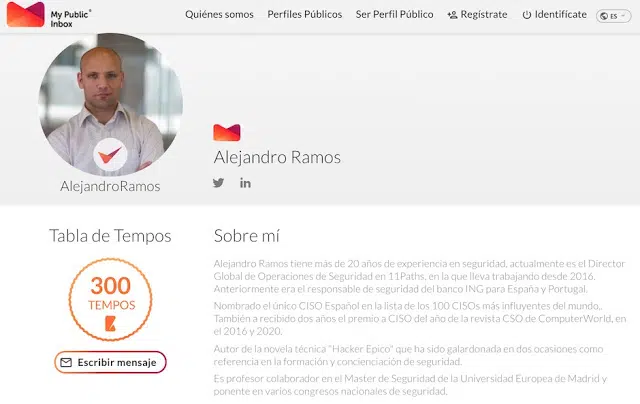 My Public® Inbox
Quiénes somos Perfiles Públicos Ser Perfil Público Regístrate Identifícate ES
Alejandro Ramos
AlejandroRamos
Tabla de Tempos
300
TEMPOS
Escribir mensaje
Sobre mí
Alejandro Ramos tiene más de 20 años de experiencia en seguridad, actualmente es el Director
Global de Operaciones de Seguridad en 11Paths, en la que lleva trabajando desde 2016.
Anteriormente era el responsable de seguridad del banco ING para España y Portugal.
Nombrado el único CISO Español en la lista de los 100 CISOs más influyentes del mundo,.
También a recibido dos años el premio a CISO del año de la revista CSO de ComputerWorld, en
el 2016 y 2020.
Autor de la novela técnica "Hacker Epico" que ha sido galardonada en dos ocasiones como
referencia en la formación y concienciación de seguridad.
Es profesor colaborador en el Master de Seguridad de la Universidad Europea de Madrid y
ponente en varios congresos nacionales de seguridad.